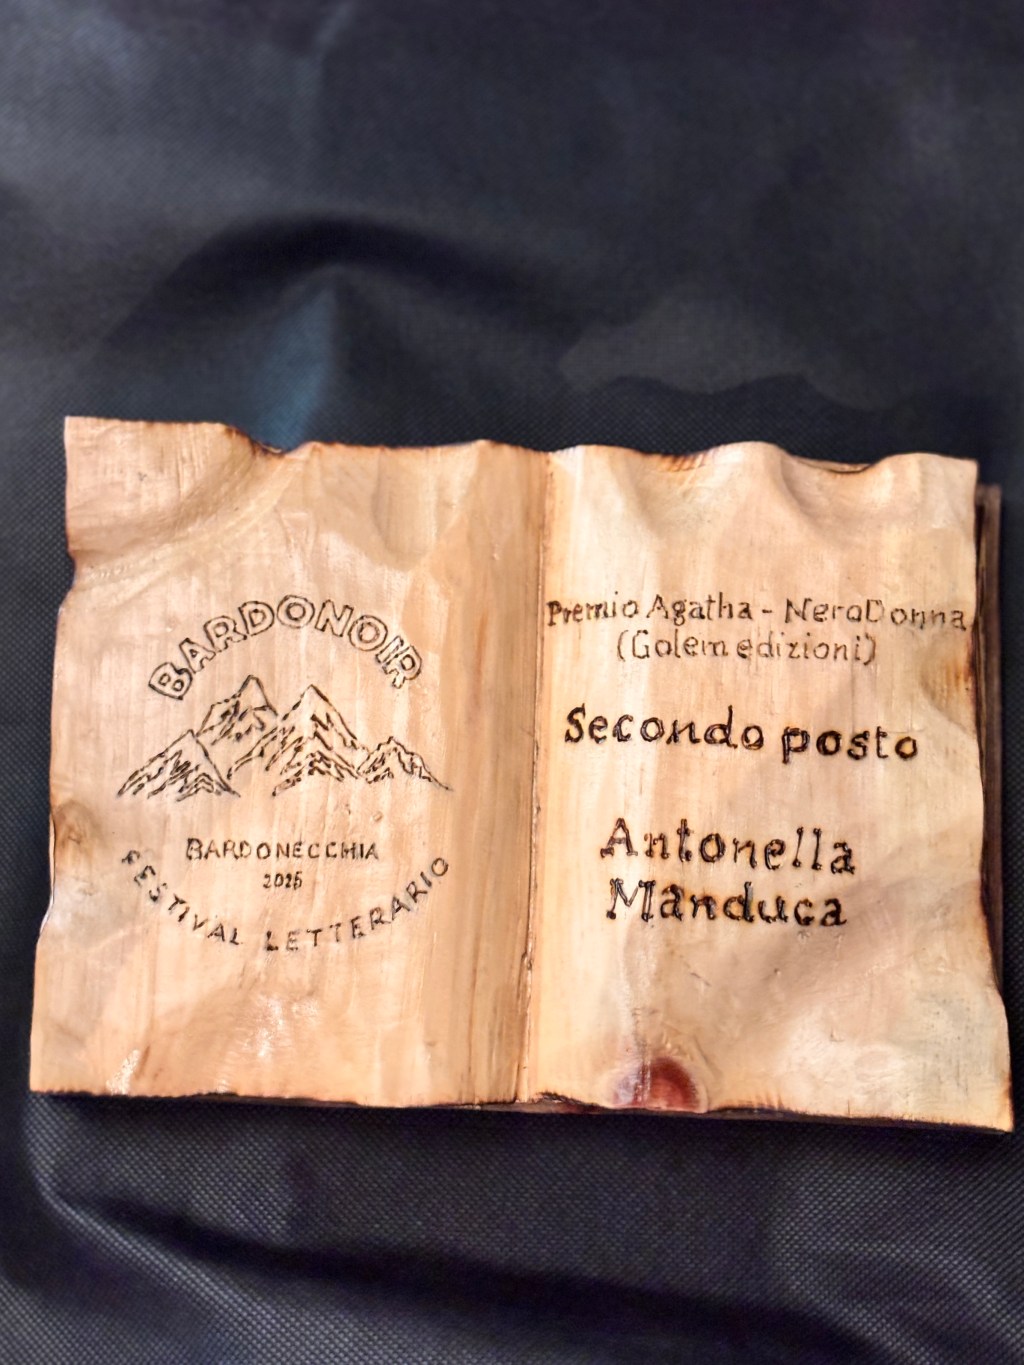 BARDONOIR
BARDONECCHIA
2025
FESTIVAL LETTERARIO
Premio Agatha - NeroDonna
(Golem edizioni)
Secondo posto
Antonella
Manduca